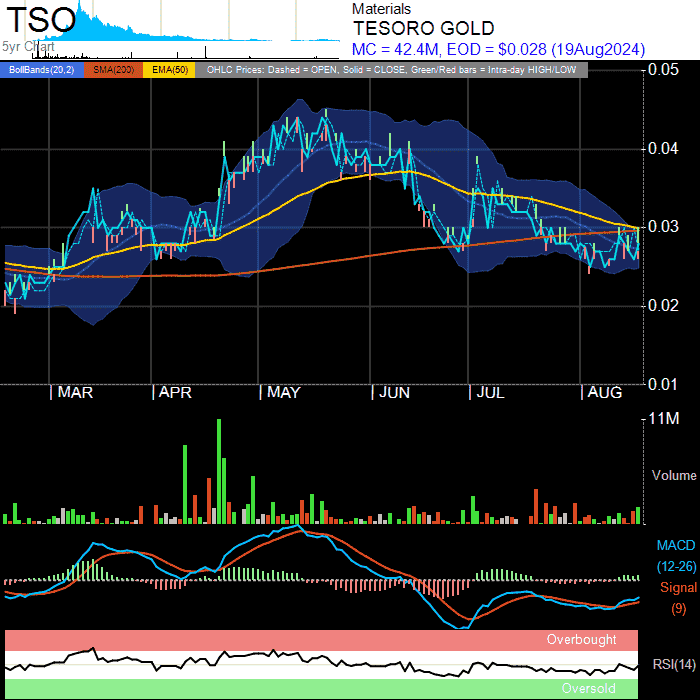 TSO
5yr Chart
Materials
TESORO GOLD
MC = 42.4M, EOD = $0.028 (19Aug2024)
BollBands(20,2) SMA(200) EMA(50) OHLC Prices: Dashed = OPEN, Solid = CLOSE, Green/Red bars = Intra-day HIGH/LOW
0.05
0.04
0.03
0.02
0.01
MAR APR MAY JUN JUL AUG
11M
Volume
MACD
(12-26)
Signal
(9)
Overbought
RSI(14)
Oversold